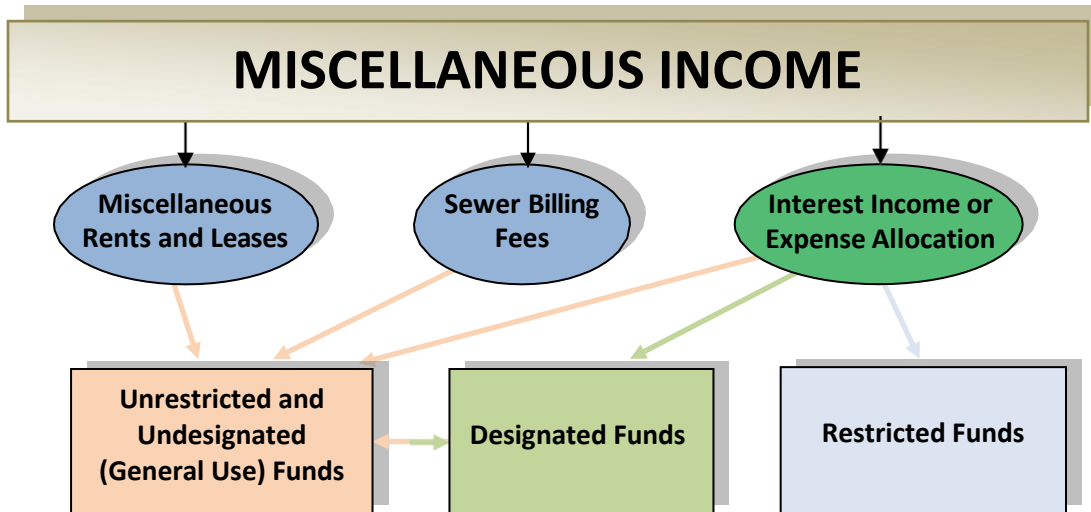 MISCELLANEOUS INCOME
Miscellaneous
Rents and Leases
Sewer Billing
Fees
Interest Income or
Expense Allocation
Unrestricted and
Undesignated
(General Use) Funds
Designated Funds
Restricted Funds